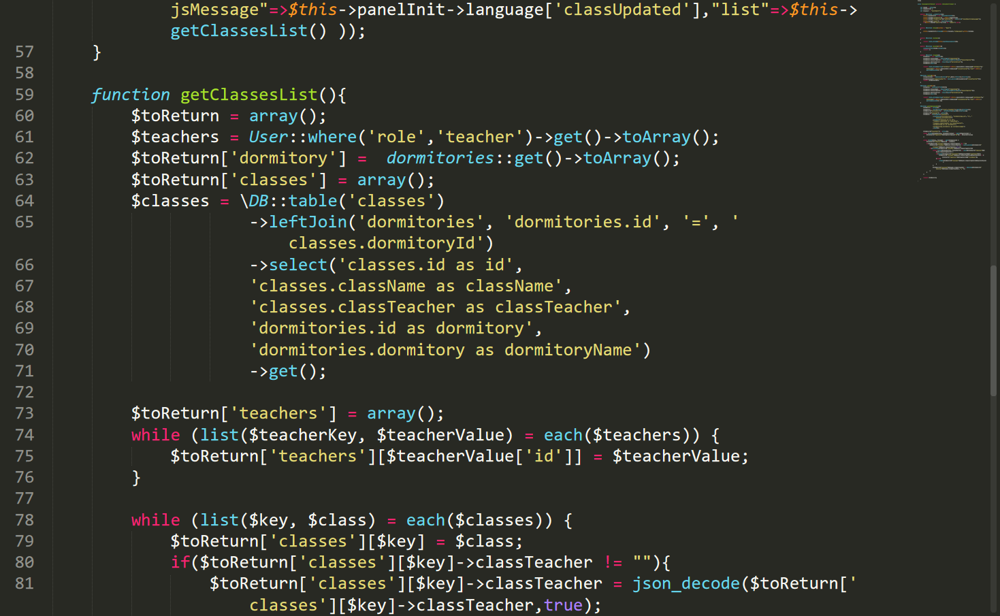 jsMessage"=>$this->panelInit->language['classUpdated'],"list"=>$this->
getClassesList() ));
57 }
58
59 function getClassesList(){
60 $toReturn = array();
61 $teachers = User::where('role','teacher')->get()->toArray();
62 $toReturn['dormitory'] =  dormitories::get()->toArray();
63 $toReturn['classes'] = array();
64 $classes = \DB::table('classes')
65 ->leftJoin('dormitories', 'dormitories.id', '=', '
classes.dormitoryId')
66 ->select('classes.id as id',
67 'classes.className as className',
68 'classes.classTeacher as classTeacher',
69 'dormitories.id as dormitory',
70 'dormitories.dormitory as dormitoryName')
71 ->get();
72
73 $toReturn['teachers'] = array();
74 while (list($teacherKey, $teacherValue) = each($teachers)) {
75 $toReturn['teachers'][$teacherValue['id']] = $teacherValue;
76 }
77
78 while (list($key, $class) = each($classes)) {
79 $toReturn['classes'][$key] = $class;
80 if($toReturn['classes'][$key]->classTeacher != ""){
81 $toReturn['classes'][$key]->classTeacher = json_decode($toReturn['
classes'][$key]->classTeacher,true);